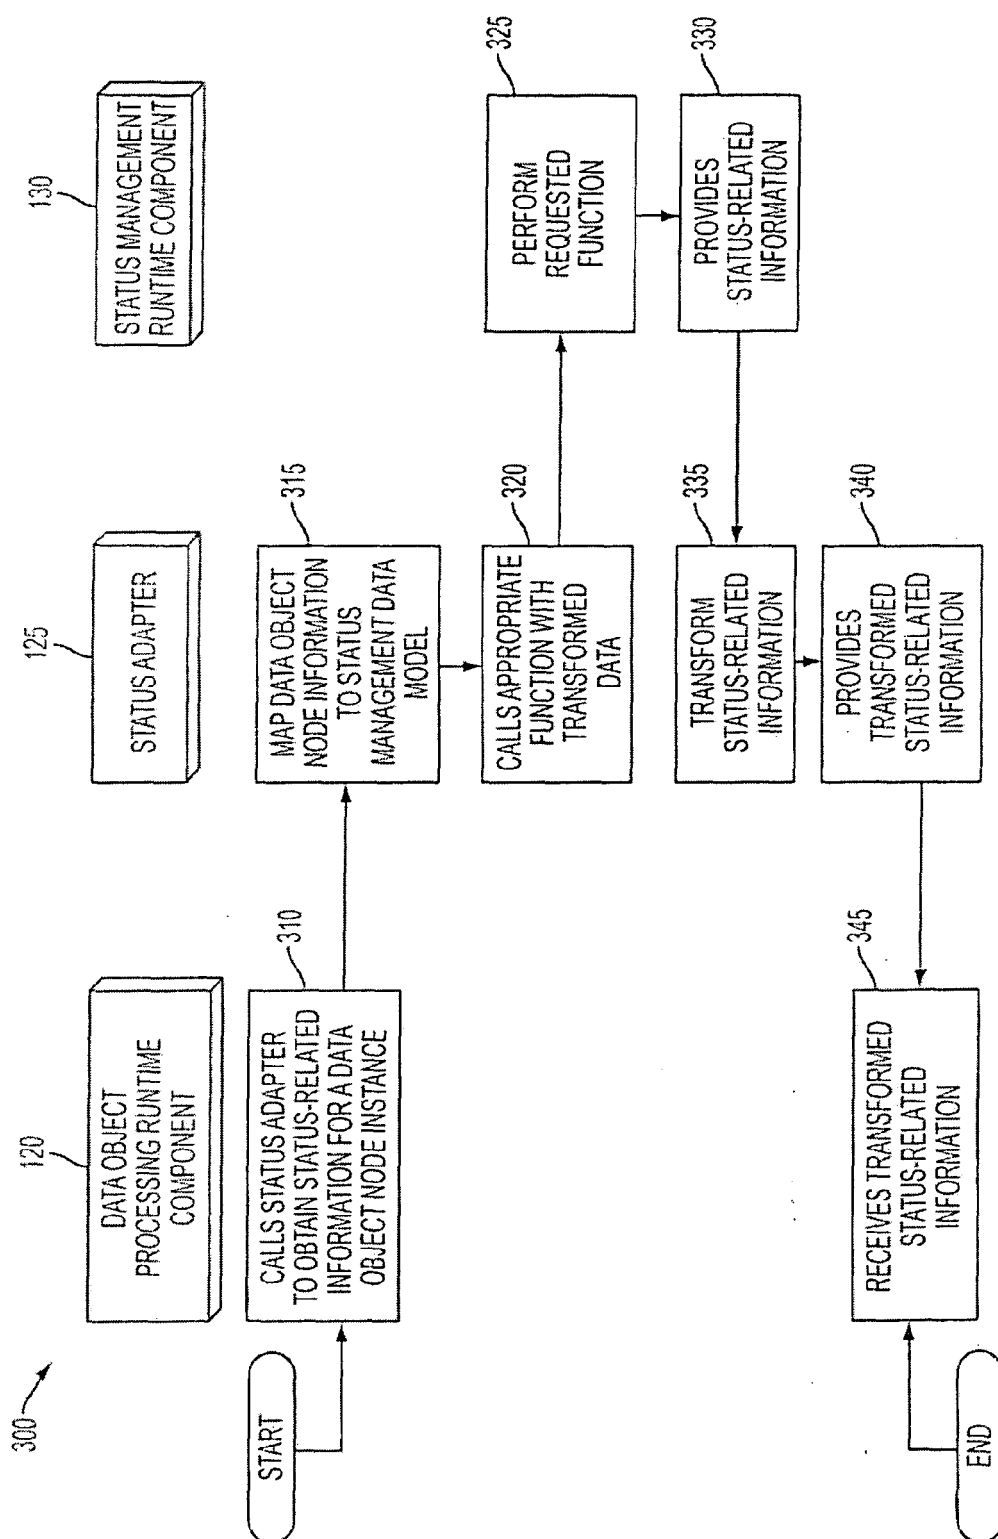 300
120
DATA OBJECT
PROCESSING RUNTIME
COMPONENT
125
STATUS ADAPTER
130
STATUS MANAGEMENT
RUNTIME COMPONENT
START
310
CALLS STATUS ADAPTER
TO OBTAIN STATUS-RELATED
INFORMATION FOR A DATA
OBJECT NODE INSTANCE
315
MAP DATA OBJECT
NODE INFORMATION
TO STATUS
MANAGEMENT DATA
MODEL
320
CALLS APPROPRIATE
FUNCTION WITH
TRANSFORMED
DATA
325
PERFORM
REQUESTED
FUNCTION
330
PROVIDES
STATUS-RELATED
INFORMATION
335
TRANSFORM
STATUS-RELATED
INFORMATION
340
PROVIDES
TRANSFORMED
STATUS-RELATED
INFORMATION
345
RECEIVES TRANSFORMED
STATUS-RELATED
INFORMATION
END